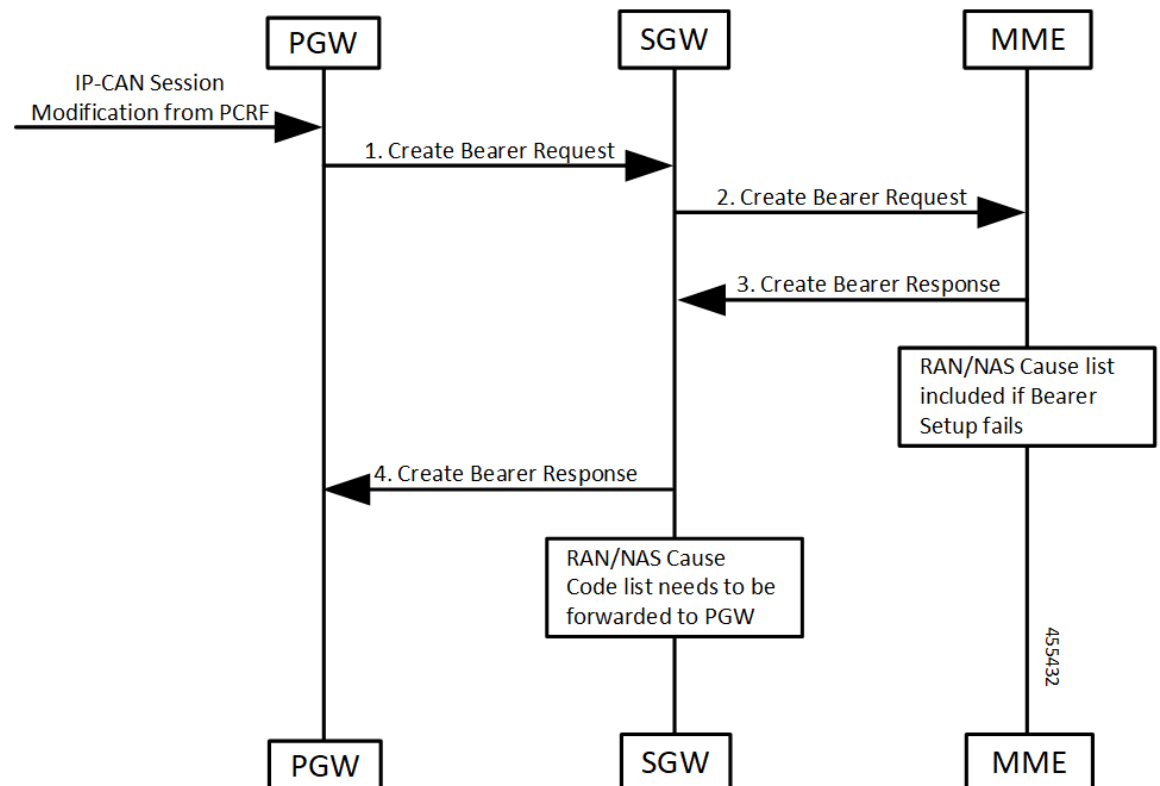 PGW
SGW
MME
IP-CAN Session
Modification from PCRF
1. Create Bearer Request
2. Create Bearer Request
3. Create Bearer Response
RAN/NAS Cause list
included if Bearer
Setup fails
4. Create Bearer Response
RAN/NAS Cause
Code list needs to be
forwarded to PGW
455432
PGW
SGW
MME